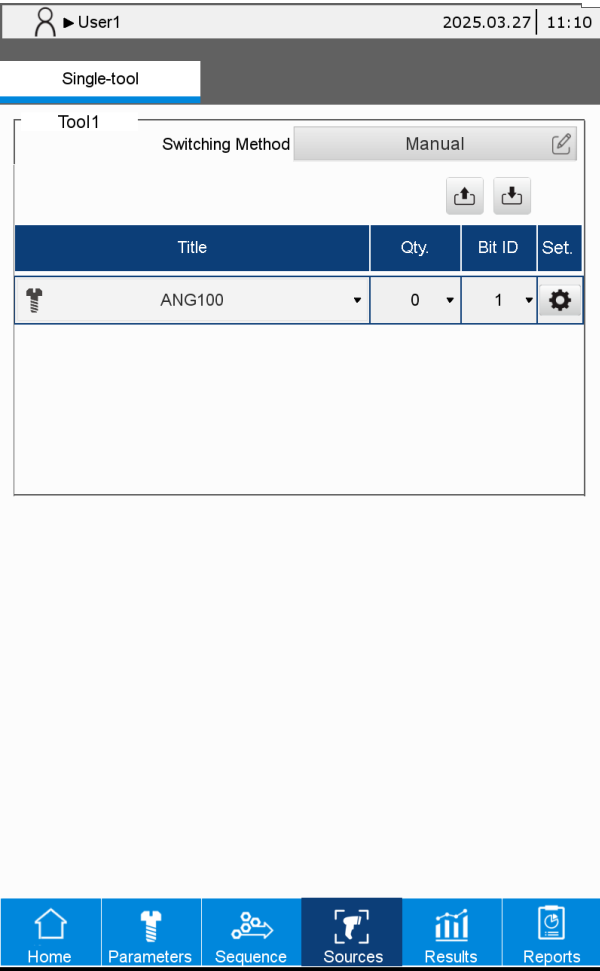 ▶User1 2025.03.27 11:10
Single-tool
Tool1
Switching Method Manual
Title Qty. Bit ID Set.
ANG100 0 1
Home Parameters Sequence Sources Results Reports